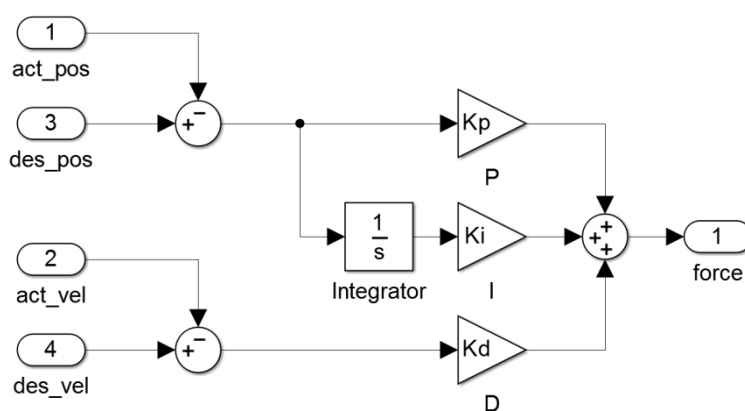 1
act_pos
3
des_pos
+
−
Kp
P
1
s
Integrator
Ki
I
+
+
+
1
force
2
act_vel
4
des_vel
+
−
Kd
D